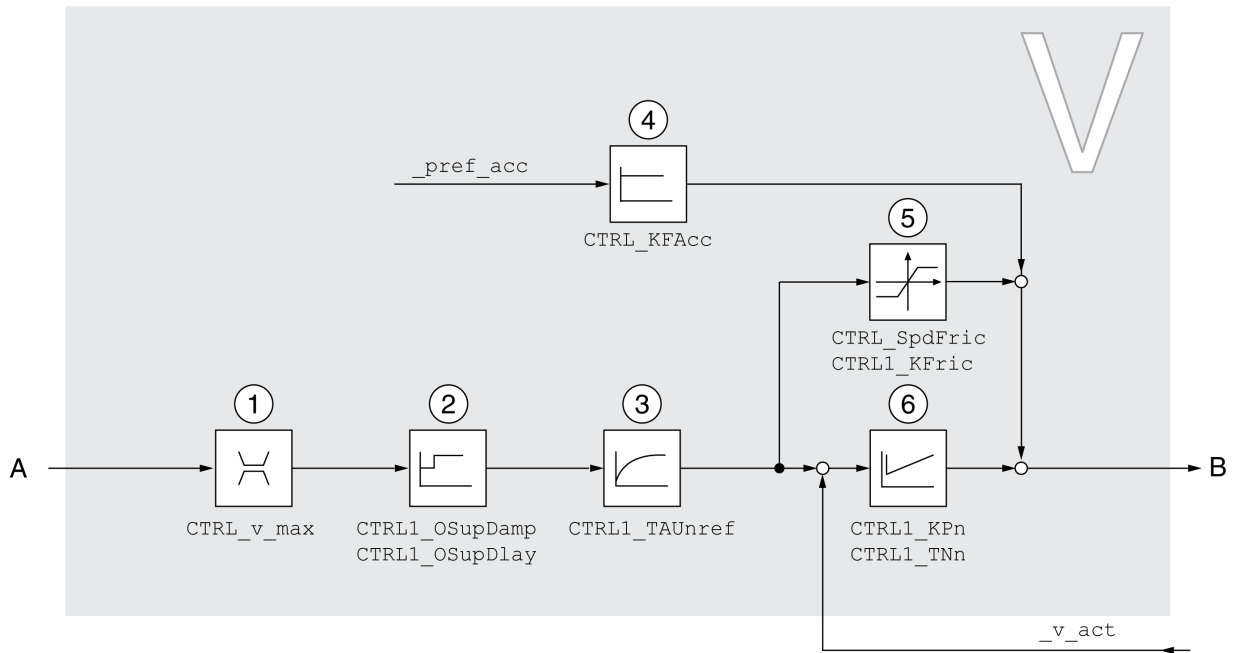 V
4
_pref_acc
CTRL_KFAcc
5
CTRL_SpdFric
CTRL1_KFric
1
2
3
6
A
B
CTRL_v_max
CTRL1_OSupDamp
CTRL1_OSupDlay
CTRL1_TAUnref
CTRL1_KPn
CTRL1_TNn
_v_act